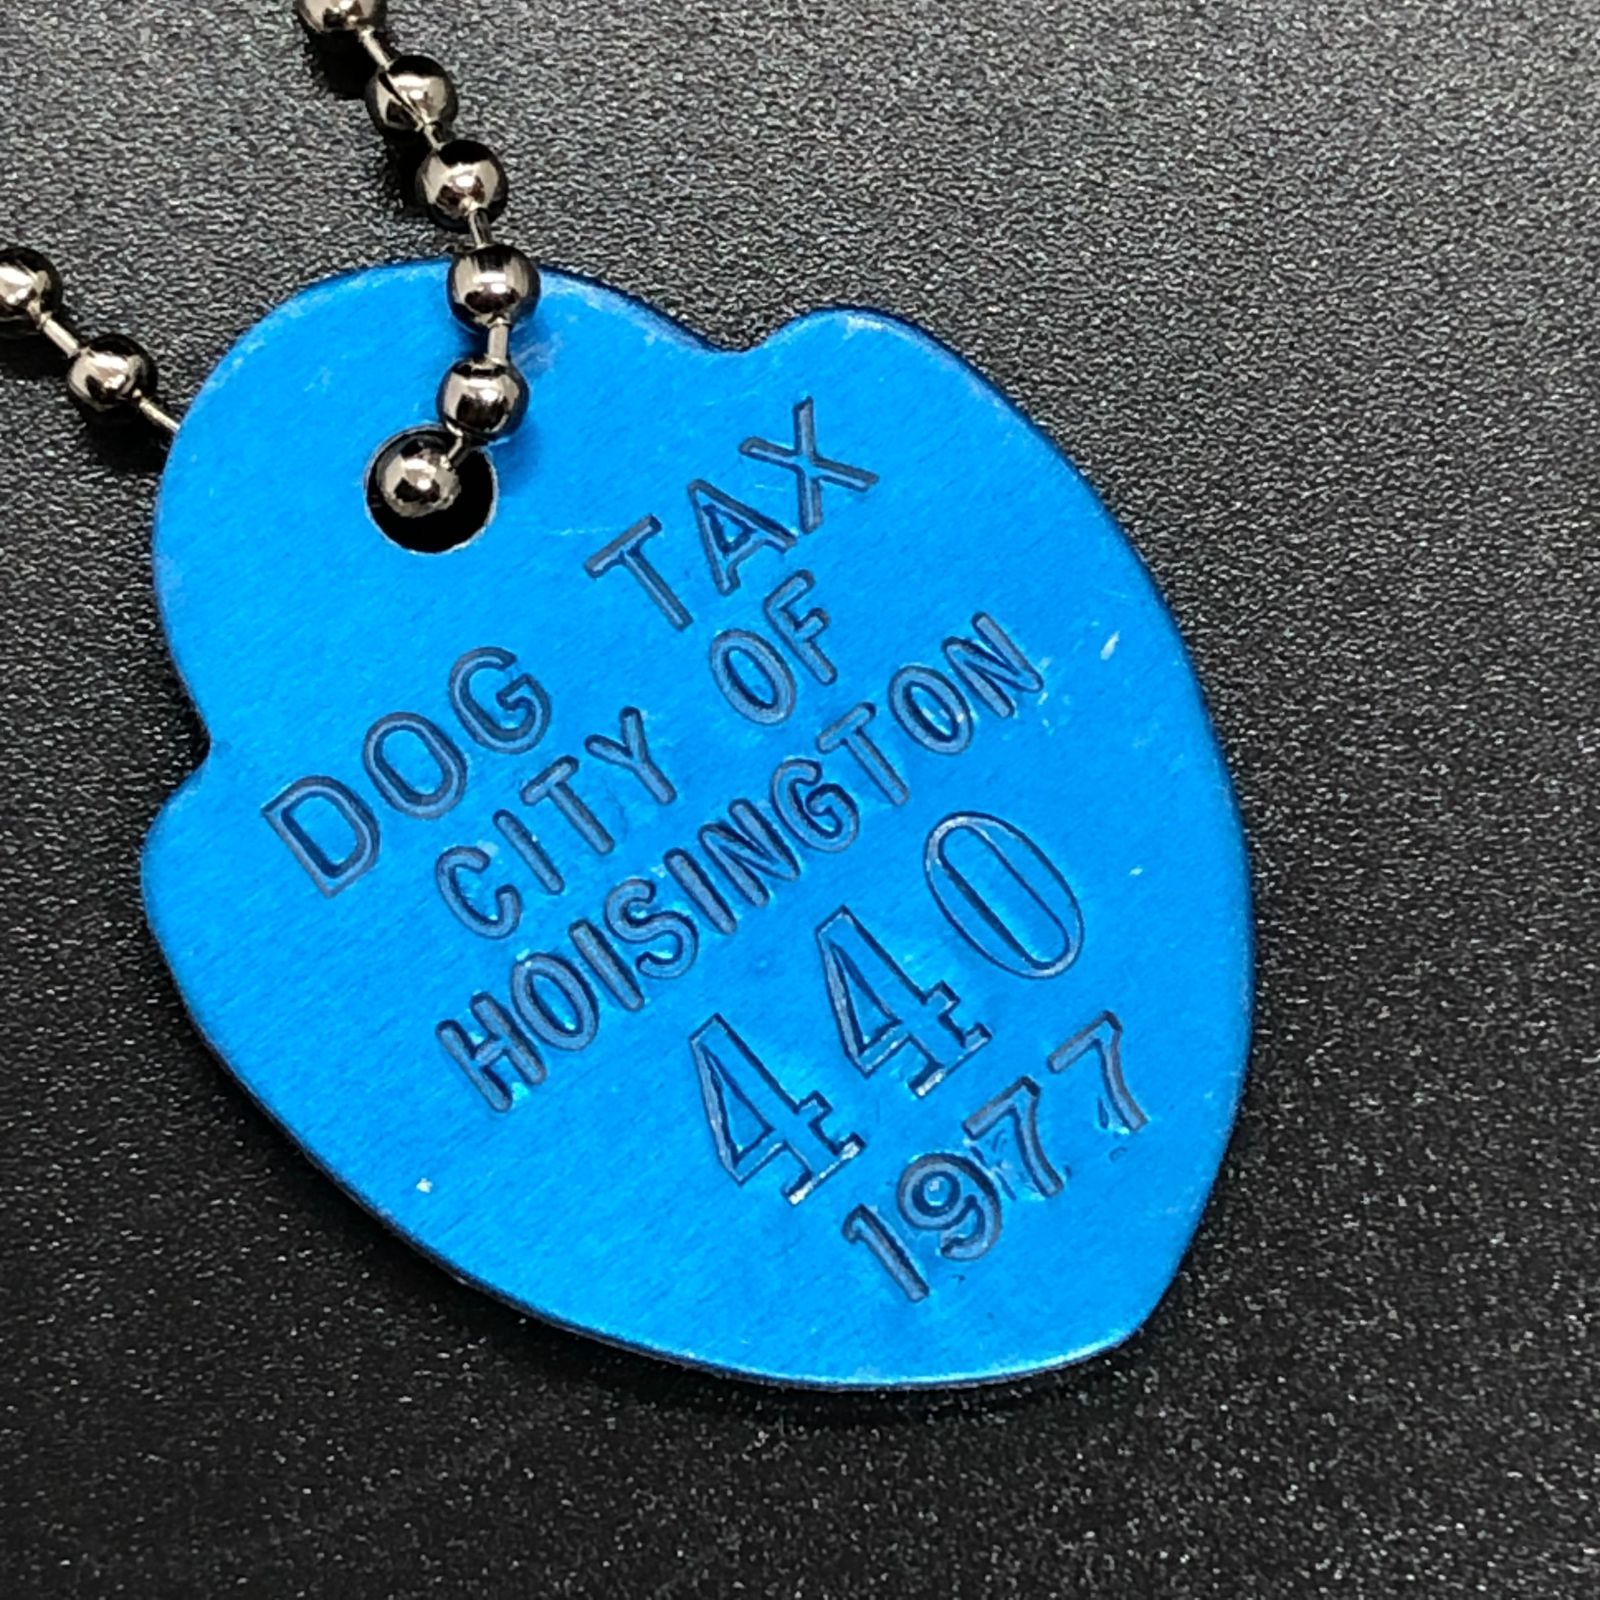 DOG TAX
CITY OF
HOISINGTON
440
1977